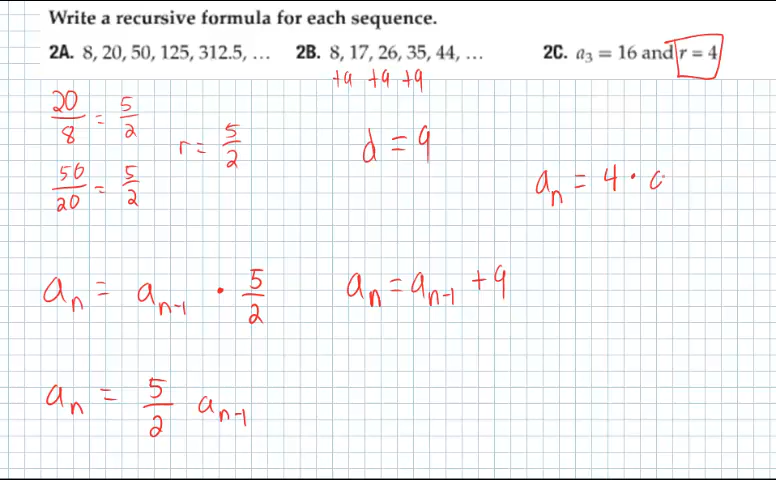 Write a recursive formula for each sequence.
2A. 8, 20, 50, 125, 312.5, … 2B. 8, 17, 26, 35, 44, … 2C. a₃ = 16 and r = 4
+9 +9 +9
20/8 = 5/2
r = 5/2
d = 9
50/20 = 5/2
aₙ = 4 ·
aₙ = aₙ₋₁ · 5/2
aₙ = aₙ₋₁ + 9
aₙ = 5/2 aₙ₋₁